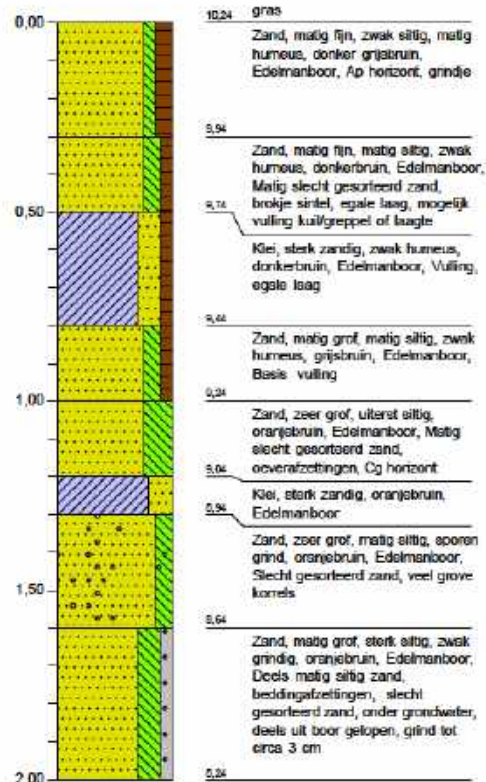 0,00
10,24
gras
Zand, matig fijn, zwak siltig, matig
humeus, donker grijsbruin,
Edelmanboor, Ap horizont, grindje
9,94
Zand, matig fijn, matig siltig, zwak
humeus, donkerbruin, Edelmanboor,
Matig slecht gesorteerd zand,
brokje sintel, egale laag, mogelijk
vulling kuil/greppel of laagte
0,50
9,74
Klei, sterk zandig, zwak humeus,
donkerbruin, Edelmanboor, Vulling,
egale laag
9,44
Zand, matig grof, matig siltig, zwak
humeus, grijsbruin, Edelmanboor,
Basis vulling
1,00
9,24
Zand, zeer grof, uiterst siltig,
oranjebruin, Edelmanboor, Matig
slecht gesorteerd zand,
oeverafzettingen, Cg horizont
9,04
Klei, sterk zandig, oranjebruin,
Edelmanboor
8,94
Zand, zeer grof, matig siltig, sporen
grind, oranjebruin, Edelmanboor,
Slecht gesorteerd zand, veel grove
korrels
1,50
8,64
Zand, matig grof, sterk siltig, zwak
grindig, oranjebruin, Edelmanboor,
Deels matig siltig zand,
beddingafzettingen, slecht
gesorteerd zand, onder grondwater,
deels uit boor gelopen, grind tot
circa 3 cm
2,00
8,24